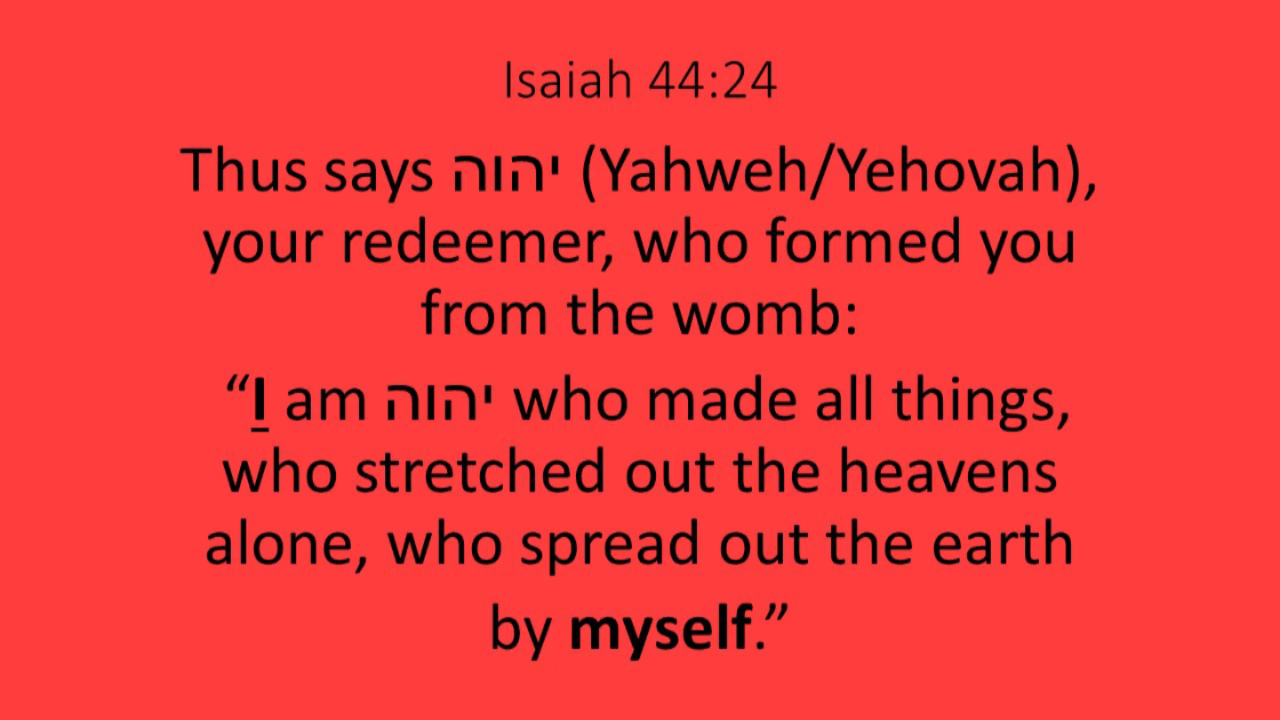 Isaiah 44:24
Thus says יהוה (Yahweh/Yehovah),
your redeemer, who formed you
from the womb:
“I am יהוה who made all things,
who stretched out the heavens
alone, who spread out the earth
by myself.”